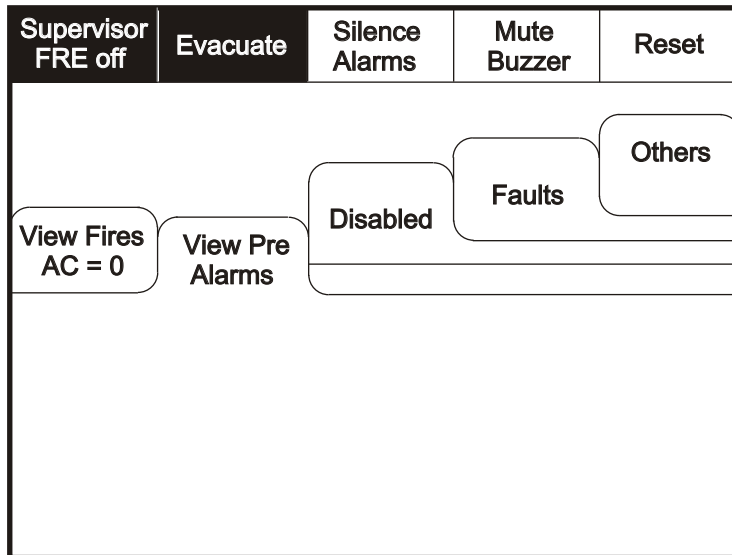 Supervisor
FRE off
Evacuate
Silence
Alarms
Mute
Buzzer
Reset
View Fires
AC = 0
View Pre
Alarms
Disabled
Faults
Others